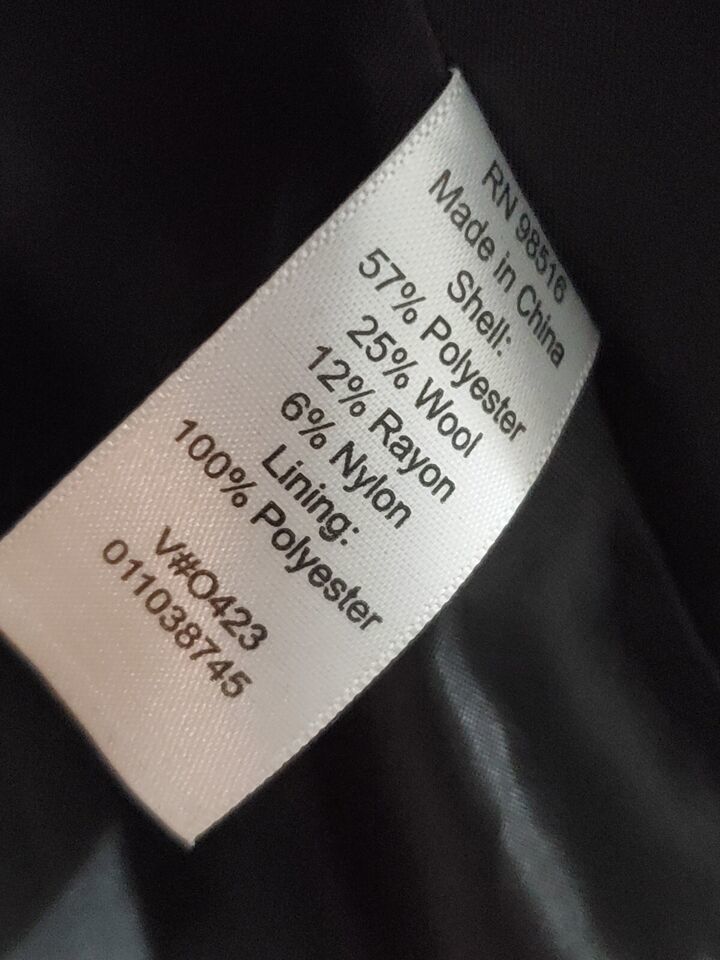 RN 98516
Made in China
Shell:
57% Polyester
25% Wool
12% Rayon
6% Nylon
Lining:
100% Polyester
V#O423
011038745